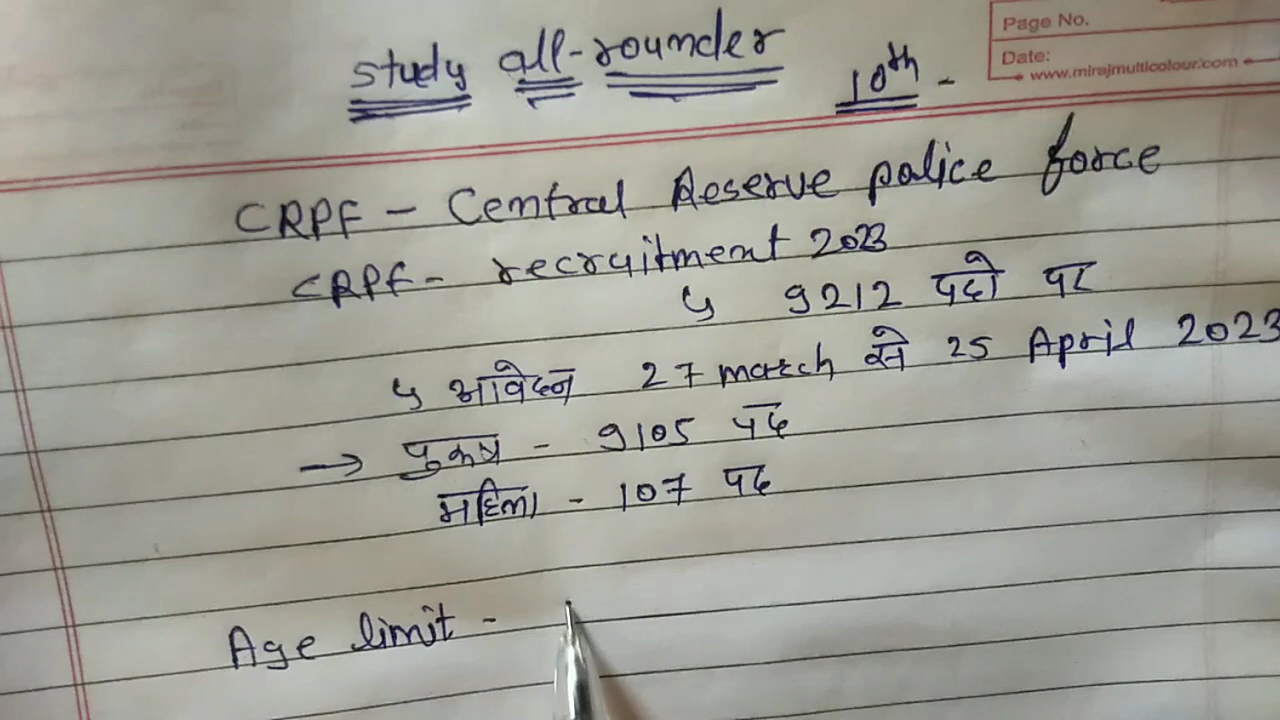 Page No.
Date:
www.mirajmulticolour.com
study all-rounder
10th -
CRPF - Central Reserve police force
CRPF - recruitment 2023
↳ 9212 पदो पर
↳ आवेदन 27 march से 25 April 2023
→ पुरूष - 9105 पद
महिला - 107 पद
Age limit -